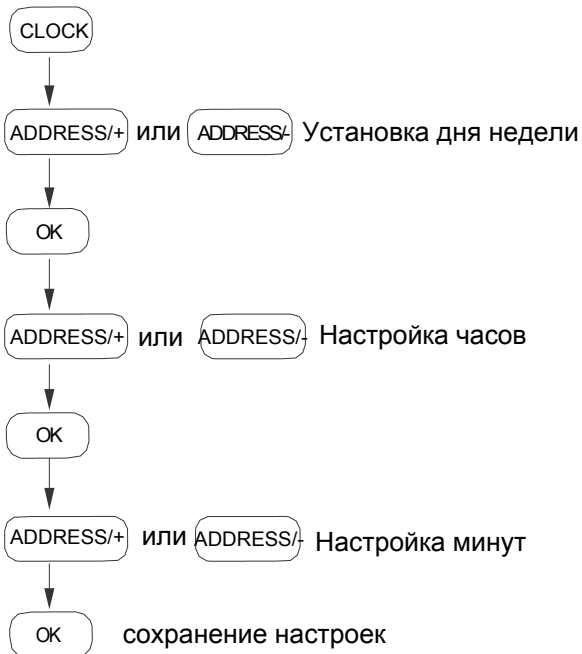 CLOCK
ADDRESS/+ или ADDRESS/- Установка дня недели
OK
ADDRESS/+ или ADDRESS/- Настройка часов
OK
ADDRESS/+ или ADDRESS/- Настройка минут
OK сохранение настроек